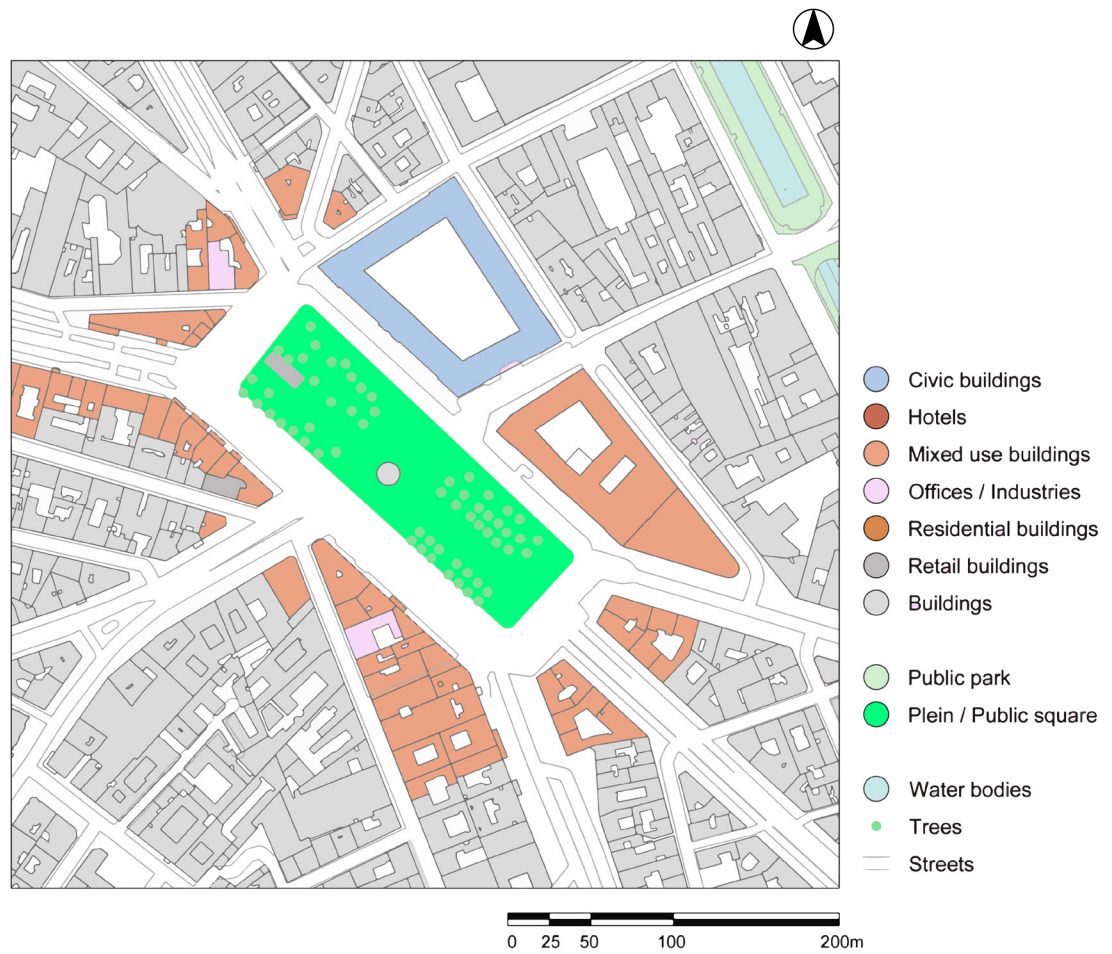 Civic buildings
Hotels
Mixed use buildings
Offices / Industries
Residential buildings
Retail buildings
Buildings
Public park
Plein / Public square
Water bodies
Trees
Streets
0 25 50 100 200m